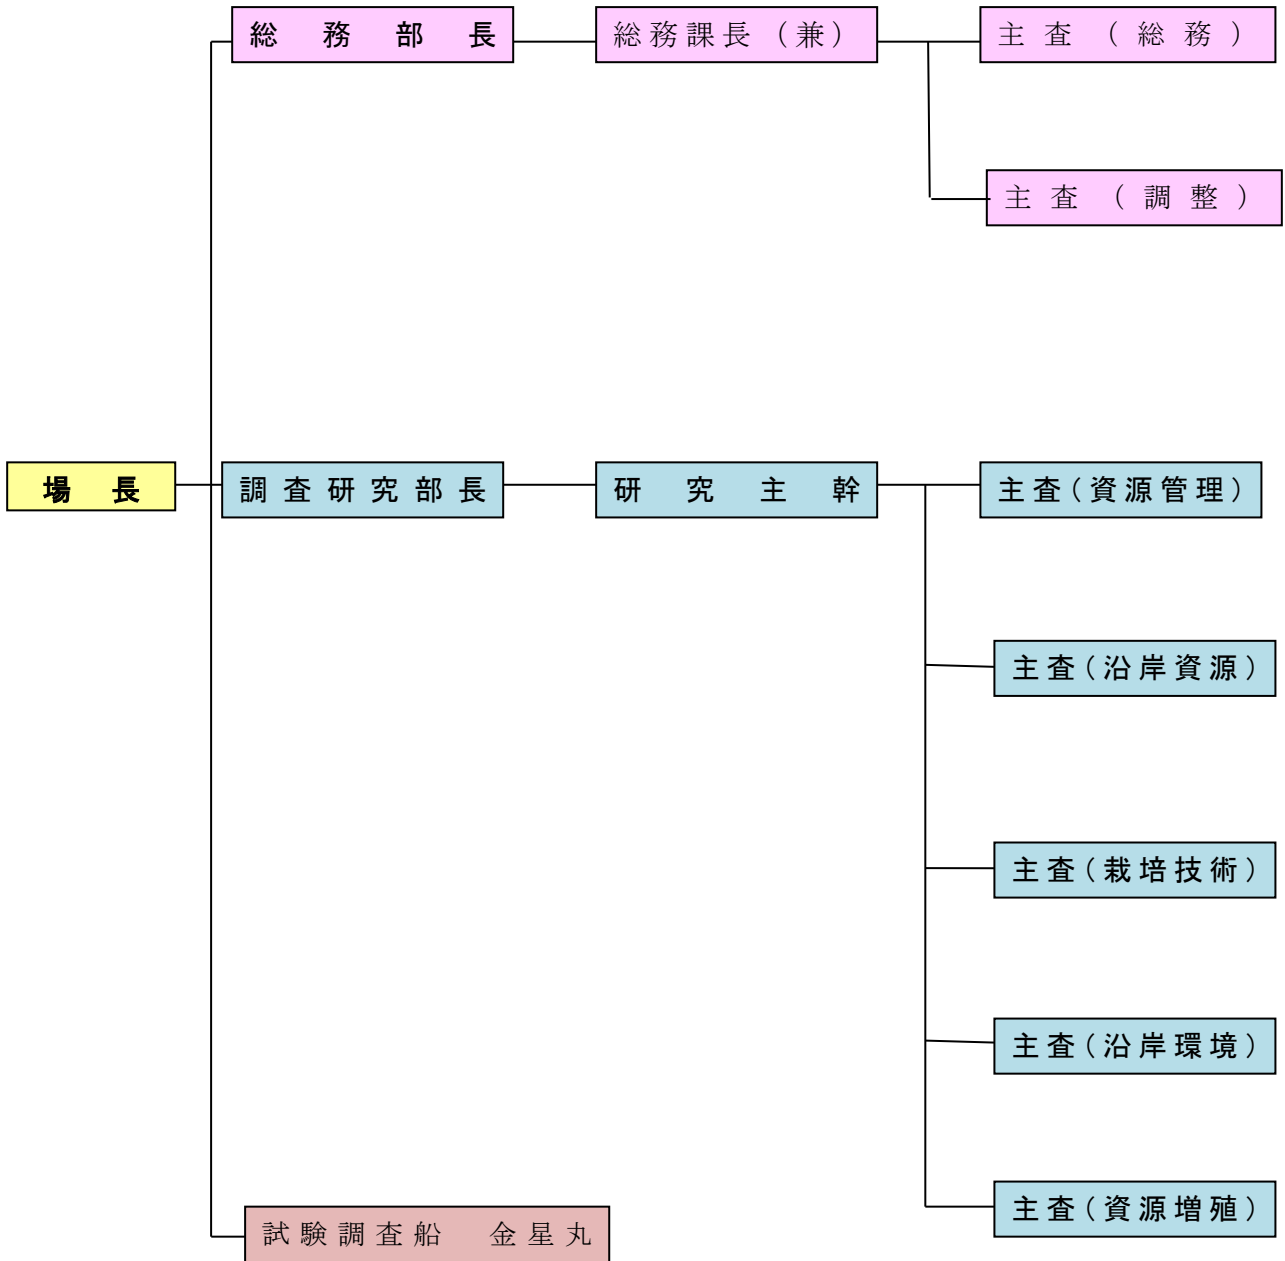 総務部長
総務課長（兼）
主査（総務）
主査（調整）
場長
調査研究部長
研究主幹
主査（資源管理）
主査（沿岸資源）
主査（栽培技術）
主査（沿岸環境）
主査（資源増殖）
試験調査船　金星丸